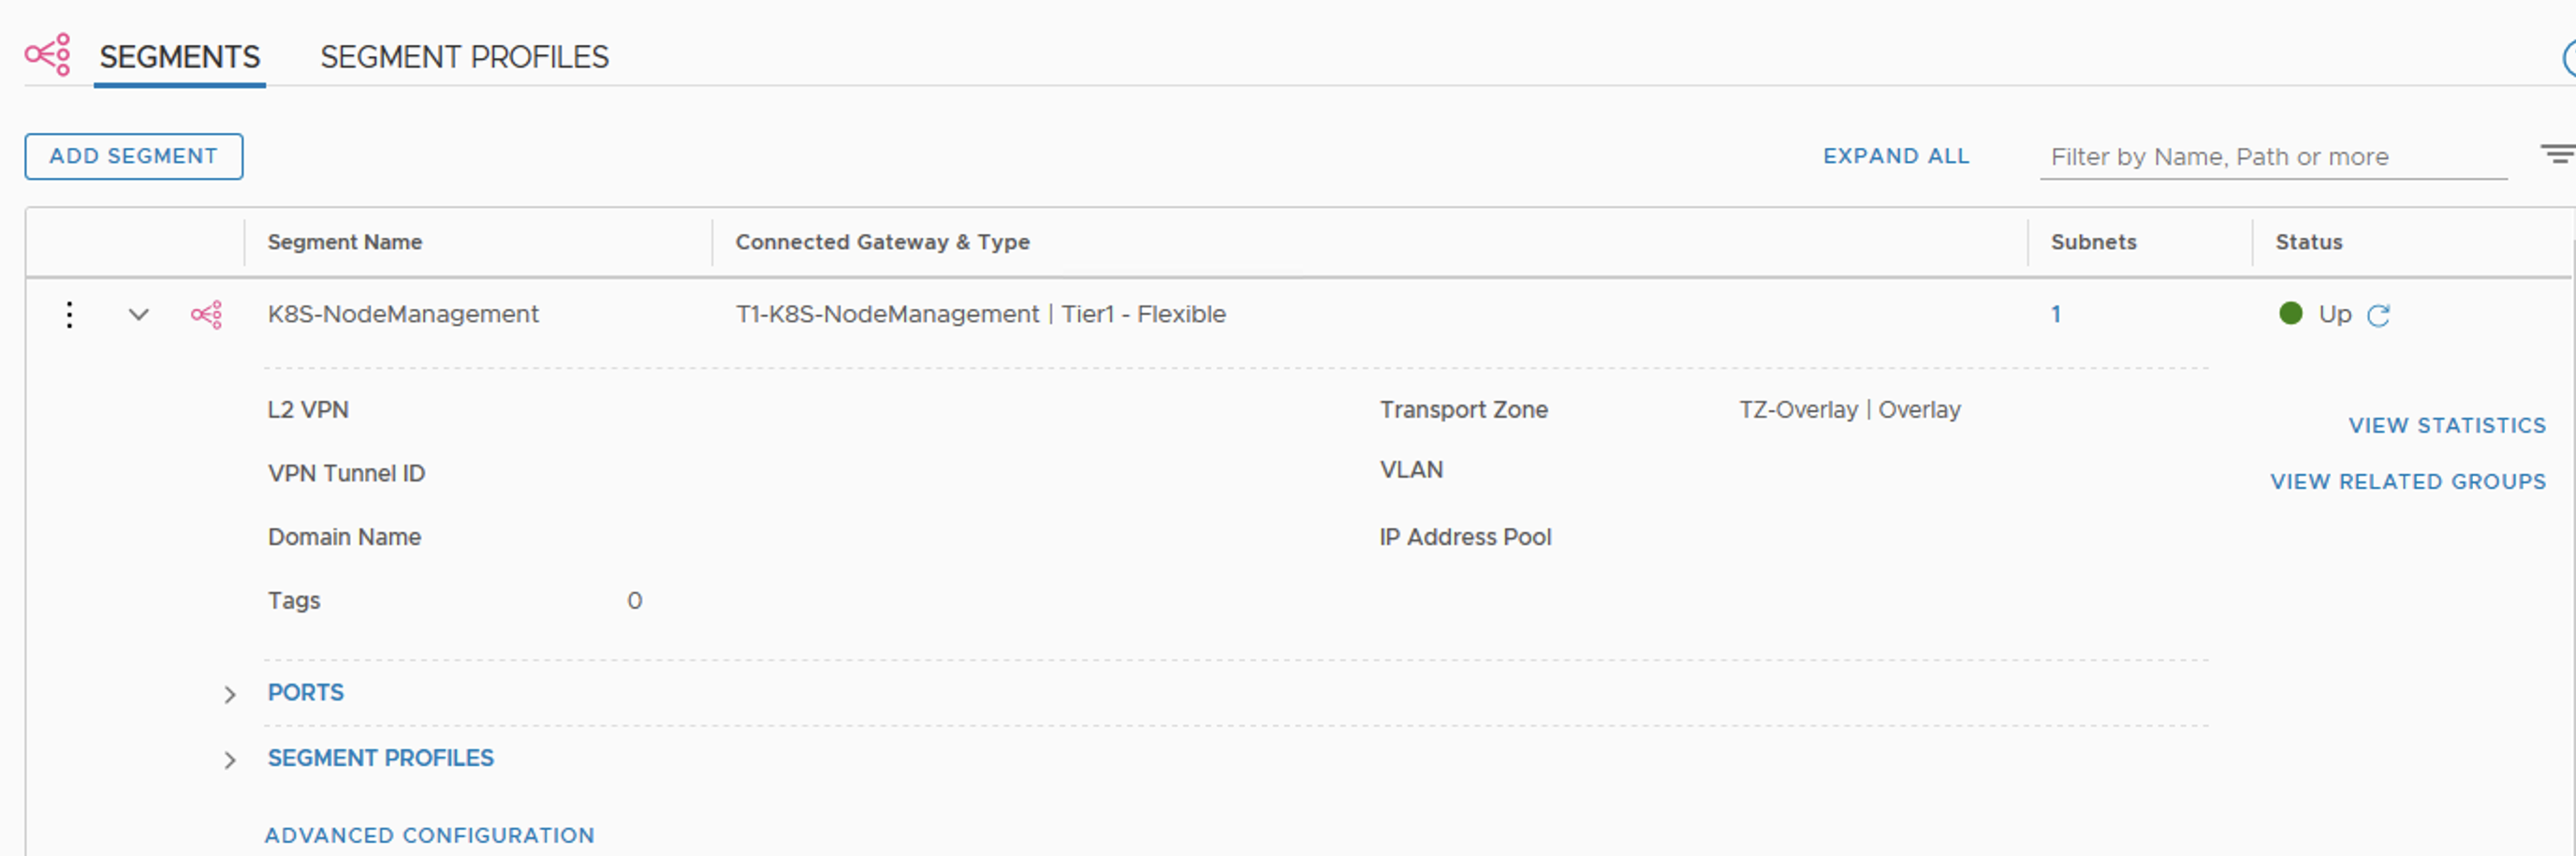 SEGMENTS SEGMENT PROFILES
ADD SEGMENT EXPAND ALL Filter by Name, Path or more
Segment Name Connected Gateway & Type Subnets Status
K8S-NodeManagement T1-K8S-NodeManagement | Tier1 - Flexible 1 Up
L2 VPN Transport Zone TZ-Overlay | Overlay
VIEW STATISTICS
VPN Tunnel ID VLAN
VIEW RELATED GROUPS
Domain Name IP Address Pool
Tags 0
PORTS
SEGMENT PROFILES
ADVANCED CONFIGURATION